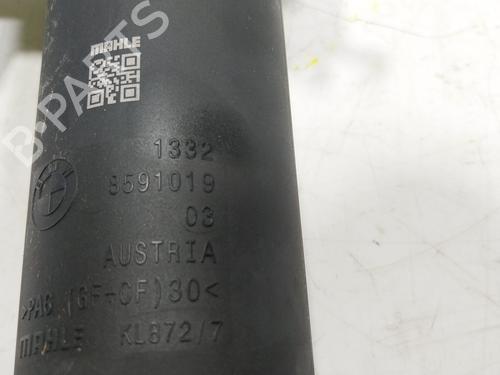 MAHLE
B-PARTS
1332
8591019
03
AUSTRIA
>PA6 (GF+CF)30<
MAHLE KL872/7